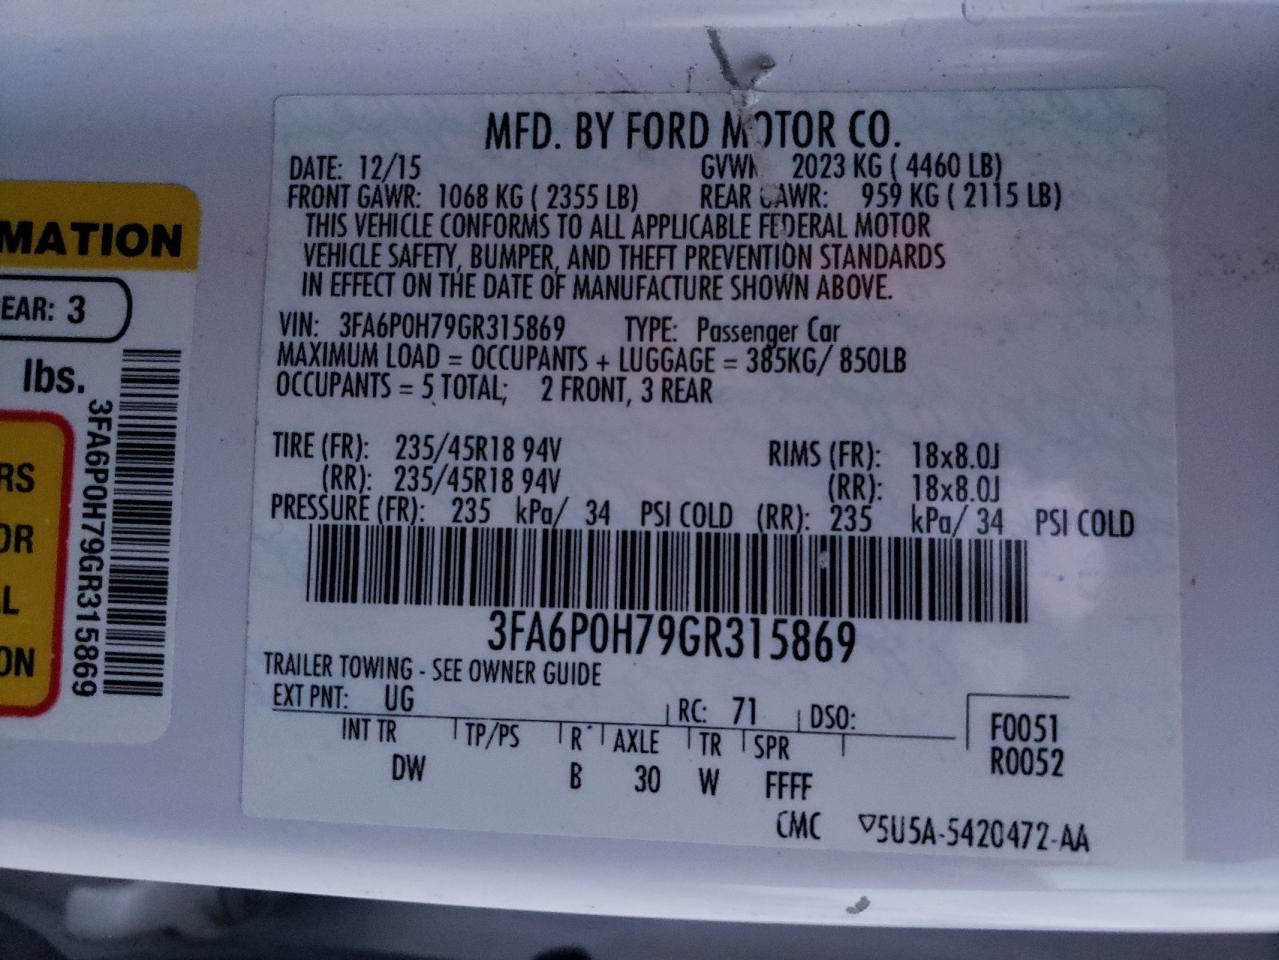 MFD. BY FORD MOTOR CO.
DATE: 12/15 GVWR 2023 KG ( 4460 LB)
FRONT GAWR: 1068 KG ( 2355 LB) REAR GAWR: 959 KG ( 2115 LB)
THIS VEHICLE CONFORMS TO ALL APPLICABLE FEDERAL MOTOR
VEHICLE SAFETY, BUMPER, AND THEFT PREVENTION STANDARDS
IN EFFECT ON THE DATE OF MANUFACTURE SHOWN ABOVE.
VIN: 3FA6P0H79GR315869 TYPE: Passenger Car
MAXIMUM LOAD = OCCUPANTS + LUGGAGE = 385KG/ 850LB
OCCUPANTS = 5 TOTAL; 2 FRONT, 3 REAR
TIRE (FR): 235/45R18 94V RIMS (FR): 18x8.0J
(RR): 235/45R18 94V (RR): 18x8.0J
PRESSURE (FR): 235 kPa/ 34 PSI COLD (RR): 235 kPa/ 34 PSI COLD
3FA6P0H79GR315869
TRAILER TOWING - SEE OWNER GUIDE
EXT PNT: UG RC: 71 DSO:
INT TR TP/PS R AXLE TR SPR
DW B 30 W FFFF
F0051
R0052
CMC ▽5U5A-5420472-AA
MATION
EAR: 3
lbs.
3FA6P0H79GR315869
RS
OR
L
ON